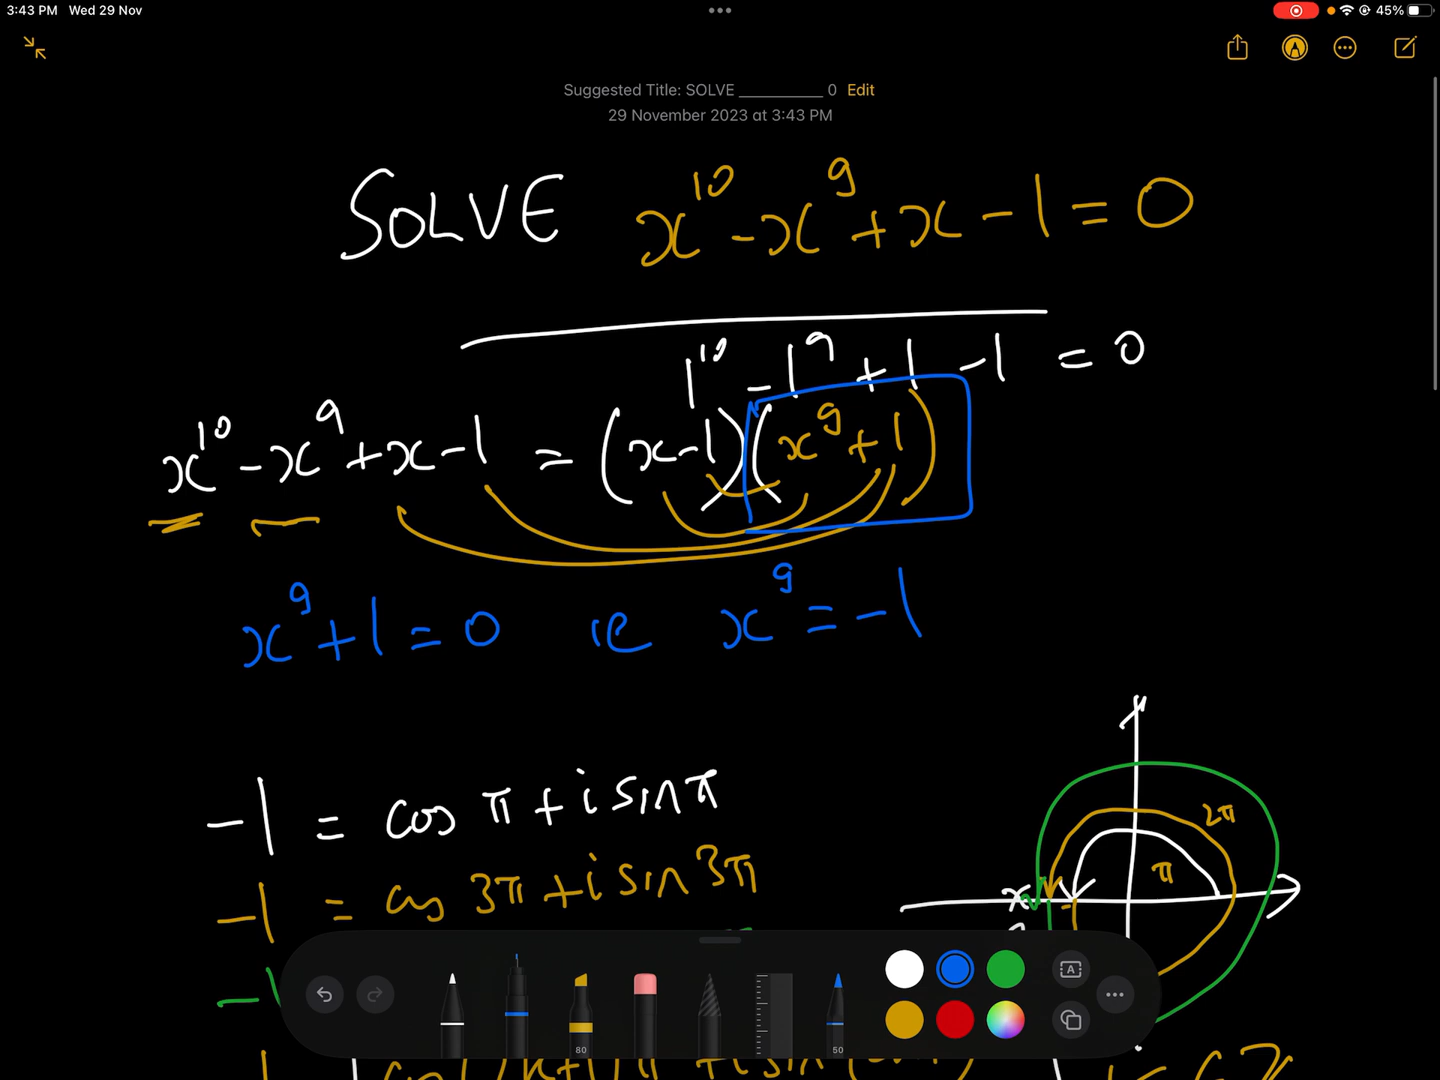 3:43 PM Wed 29 Nov
45%
Suggested Title: SOLVE __________ 0 Edit
29 November 2023 at 3:43 PM
SOLVE x¹⁰ - x⁹ + x - 1 = 0
1¹⁰ - 1⁹ + 1 - 1 = 0
x¹⁰ - x⁹ + x - 1 = (x - 1)(x⁹ + 1)
x⁹ + 1 = 0 ie x⁹ = -1
-1 = cos π + i sin π
2π
π
-1 = cos 3π + i sin 3π
x
80
50
A